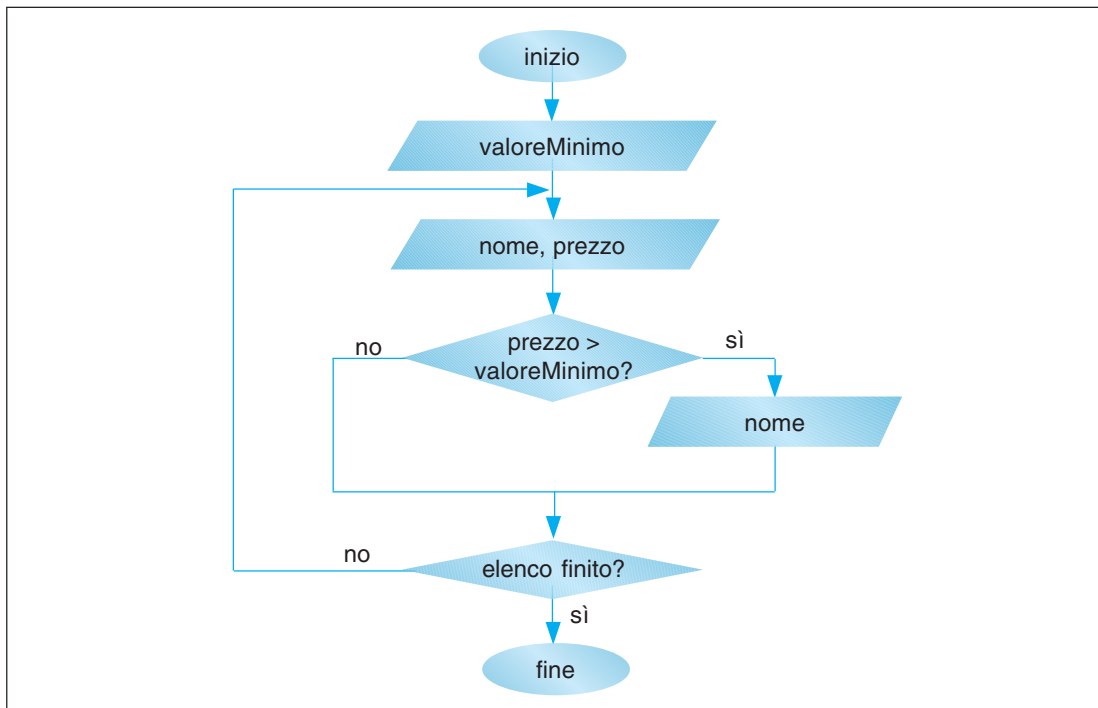 inizio
valoreMinimo
nome, prezzo
no
prezzo >
valoreMinimo?
sì
nome
no
elenco finito?
sì
fine